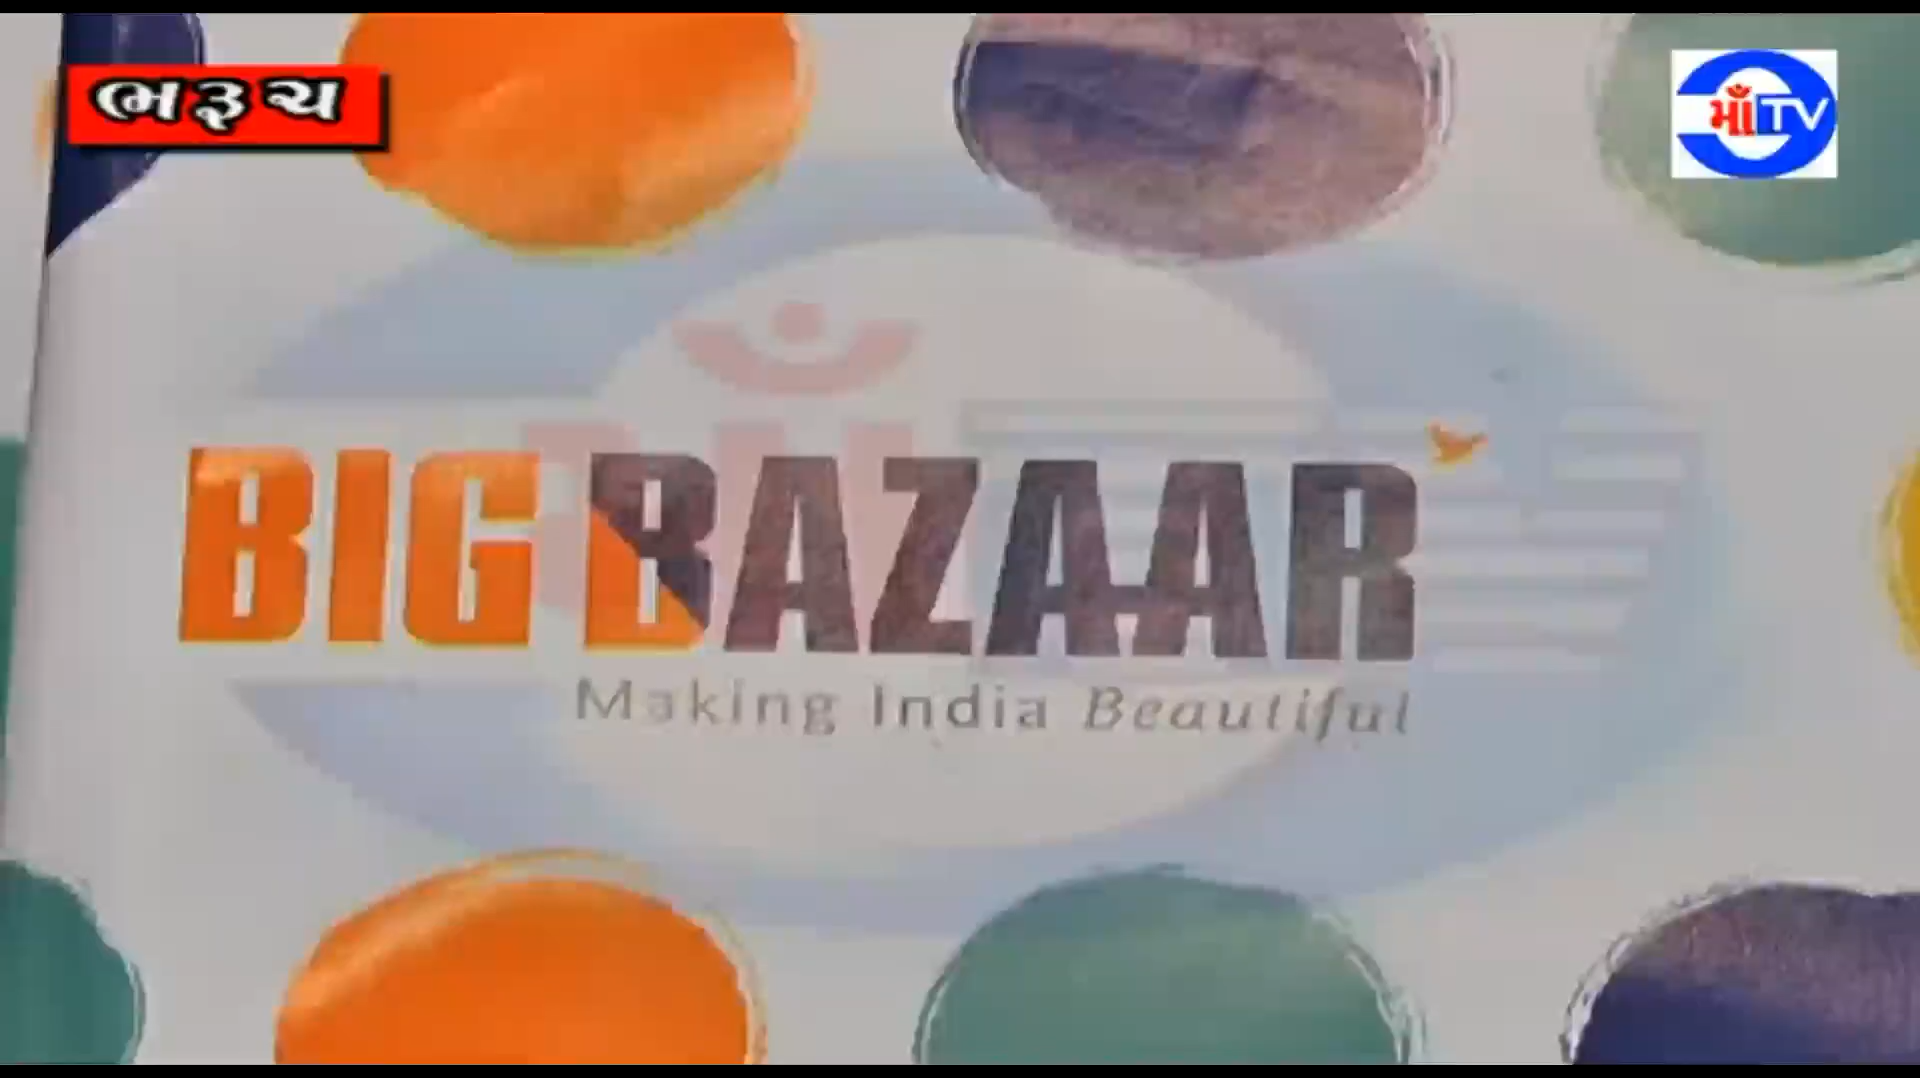 ભરૂચ
માઁTV
BIG BAZAAR
Making India Beautiful